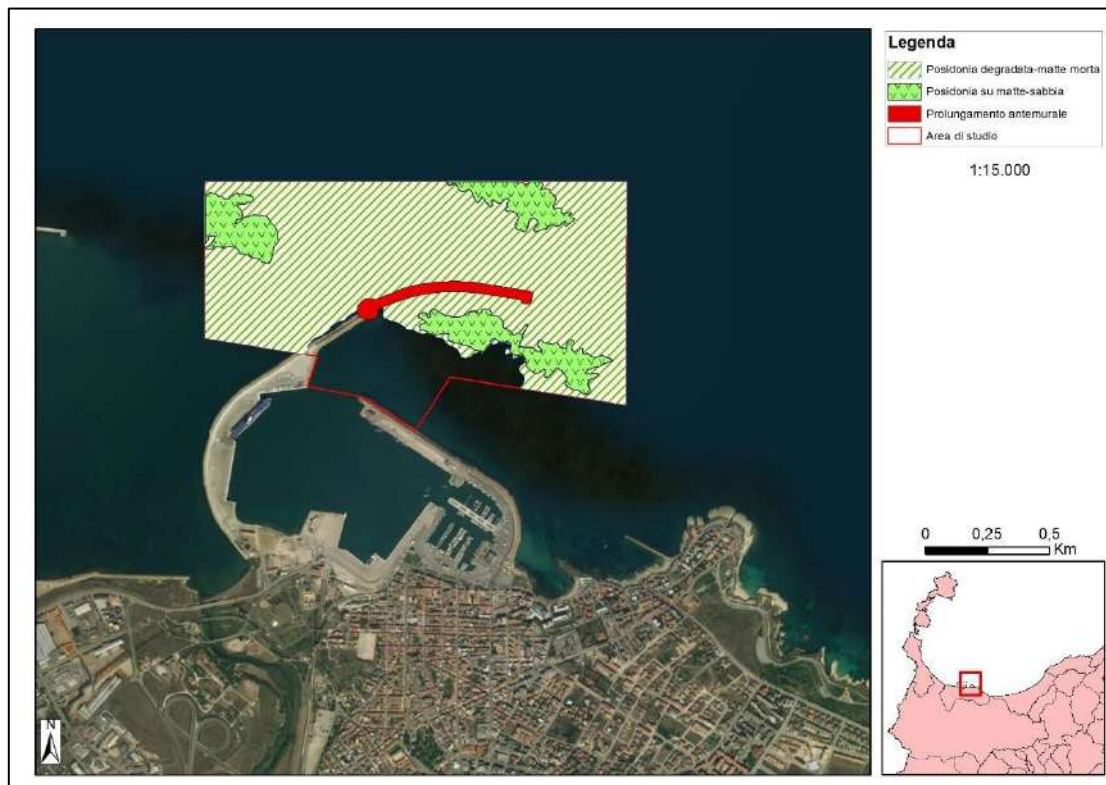 Legenda
Posidonia degradata-matte morta
Posidonia su matte-sabbia
Prolungamento antemurale
Area di studio
1:15.000
0 0,25 0,5
Km
N